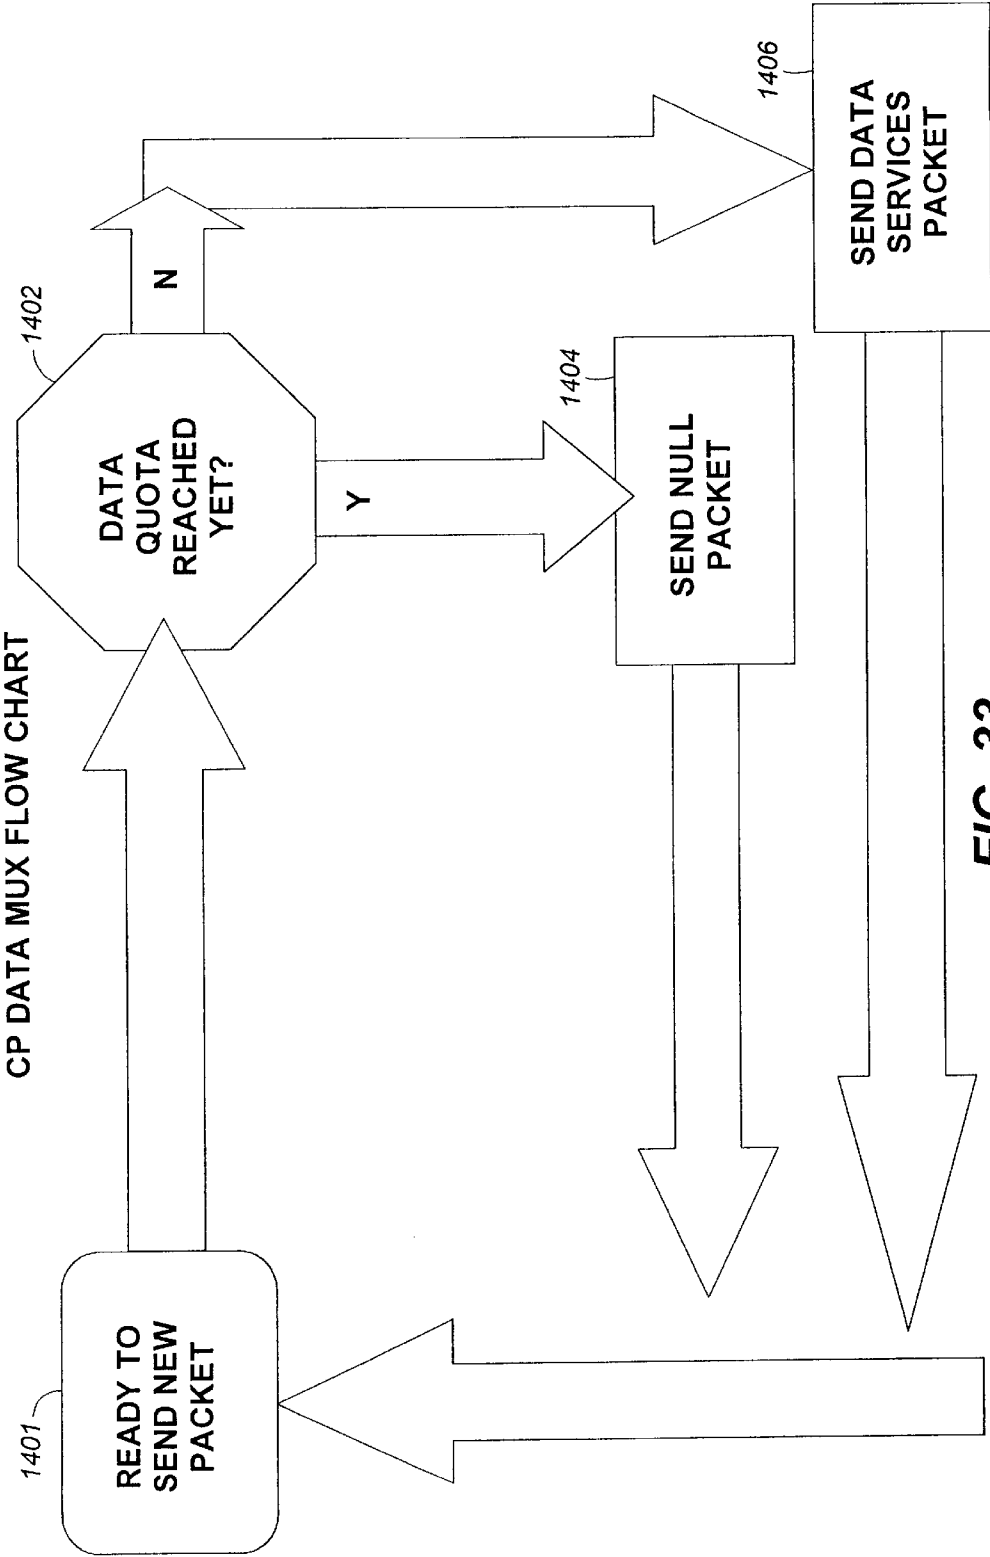 CP DATA MUX FLOW CHART
1401
READY TO
SEND NEW
PACKET
1402
DATA
QUOTA
REACHED
YET?
N
Y
1404
SEND NULL
PACKET
1406
SEND DATA
SERVICES
PACKET